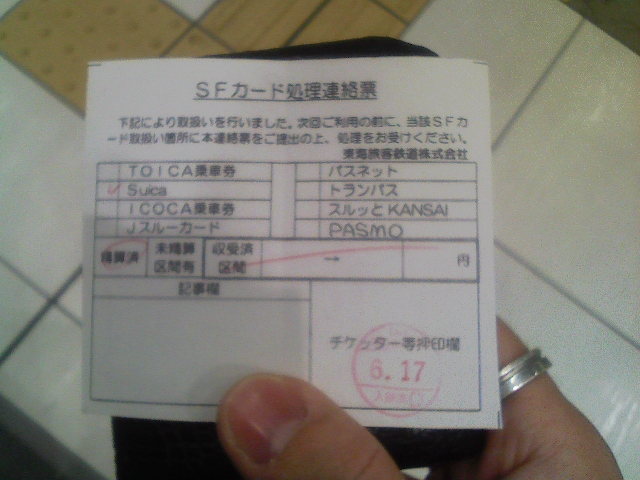 SFカード処理連絡票
下記により取扱いを行いました。次回ご利用の前に、当該SFカ
ード取扱い箇所に本連絡票をご提出の上、処理をお受けください。
東海旅客鉄道株式会社
TOICA乗車券 パスネット
Suica トランパス
ICOCA乗車券 スルッとKANSAI
Jスルーカード PASMO
精算済 未精算区間有 収受済区間 → 円
記事欄
チケッター等押印欄
6.17